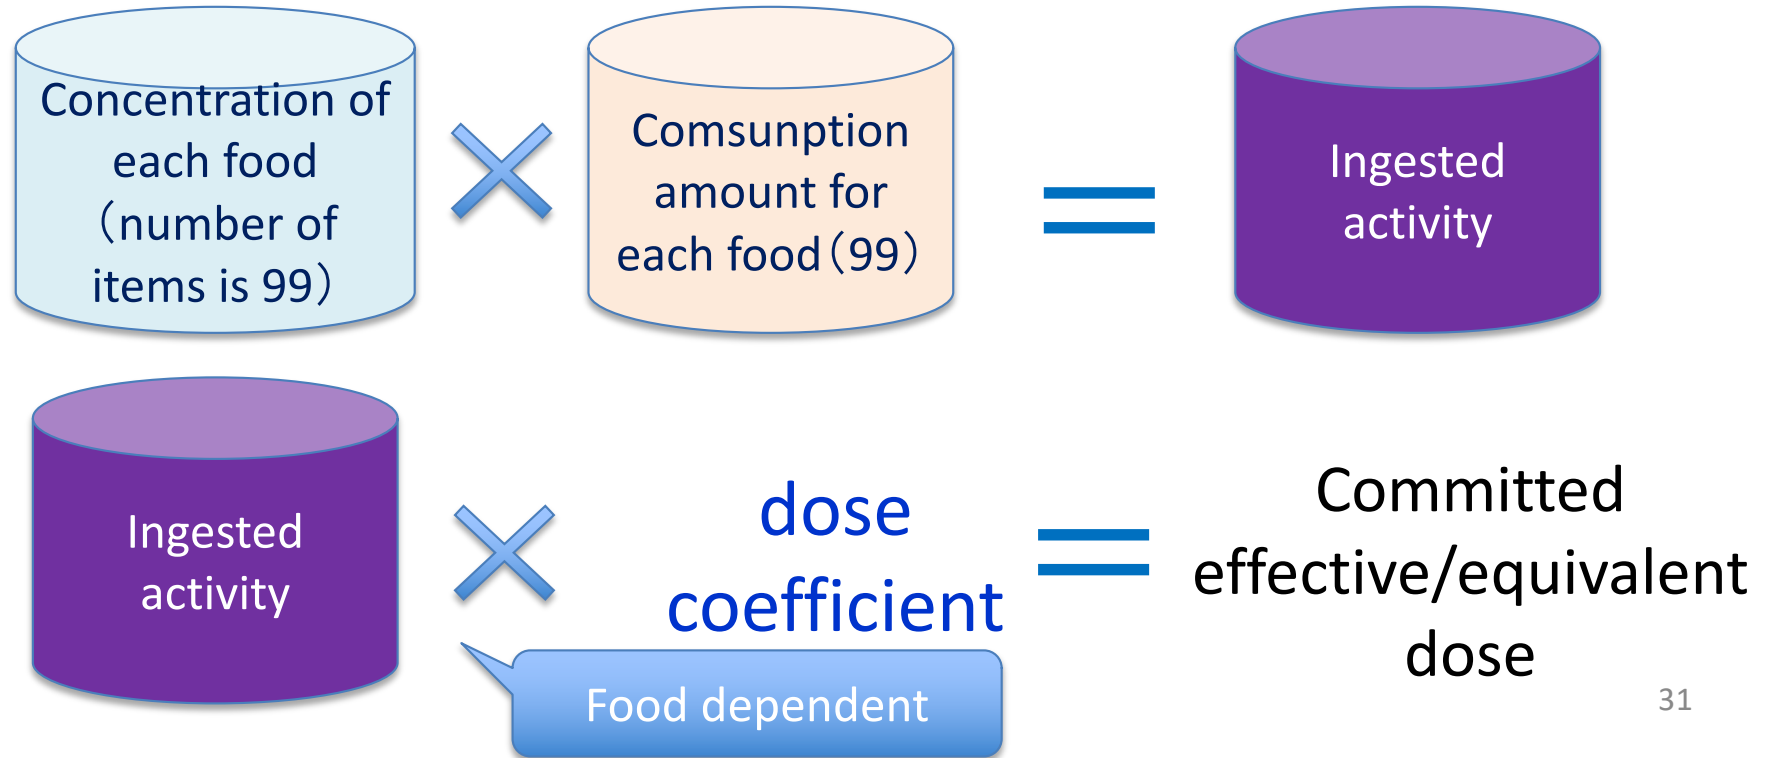 Concentration of
each food
（number of
items is 99）
Comsunption
amount for
each food（99）
Ingested
activity
Ingested
activity
dose
coefficient
Food dependent
Committed
effective/equivalent
dose
31